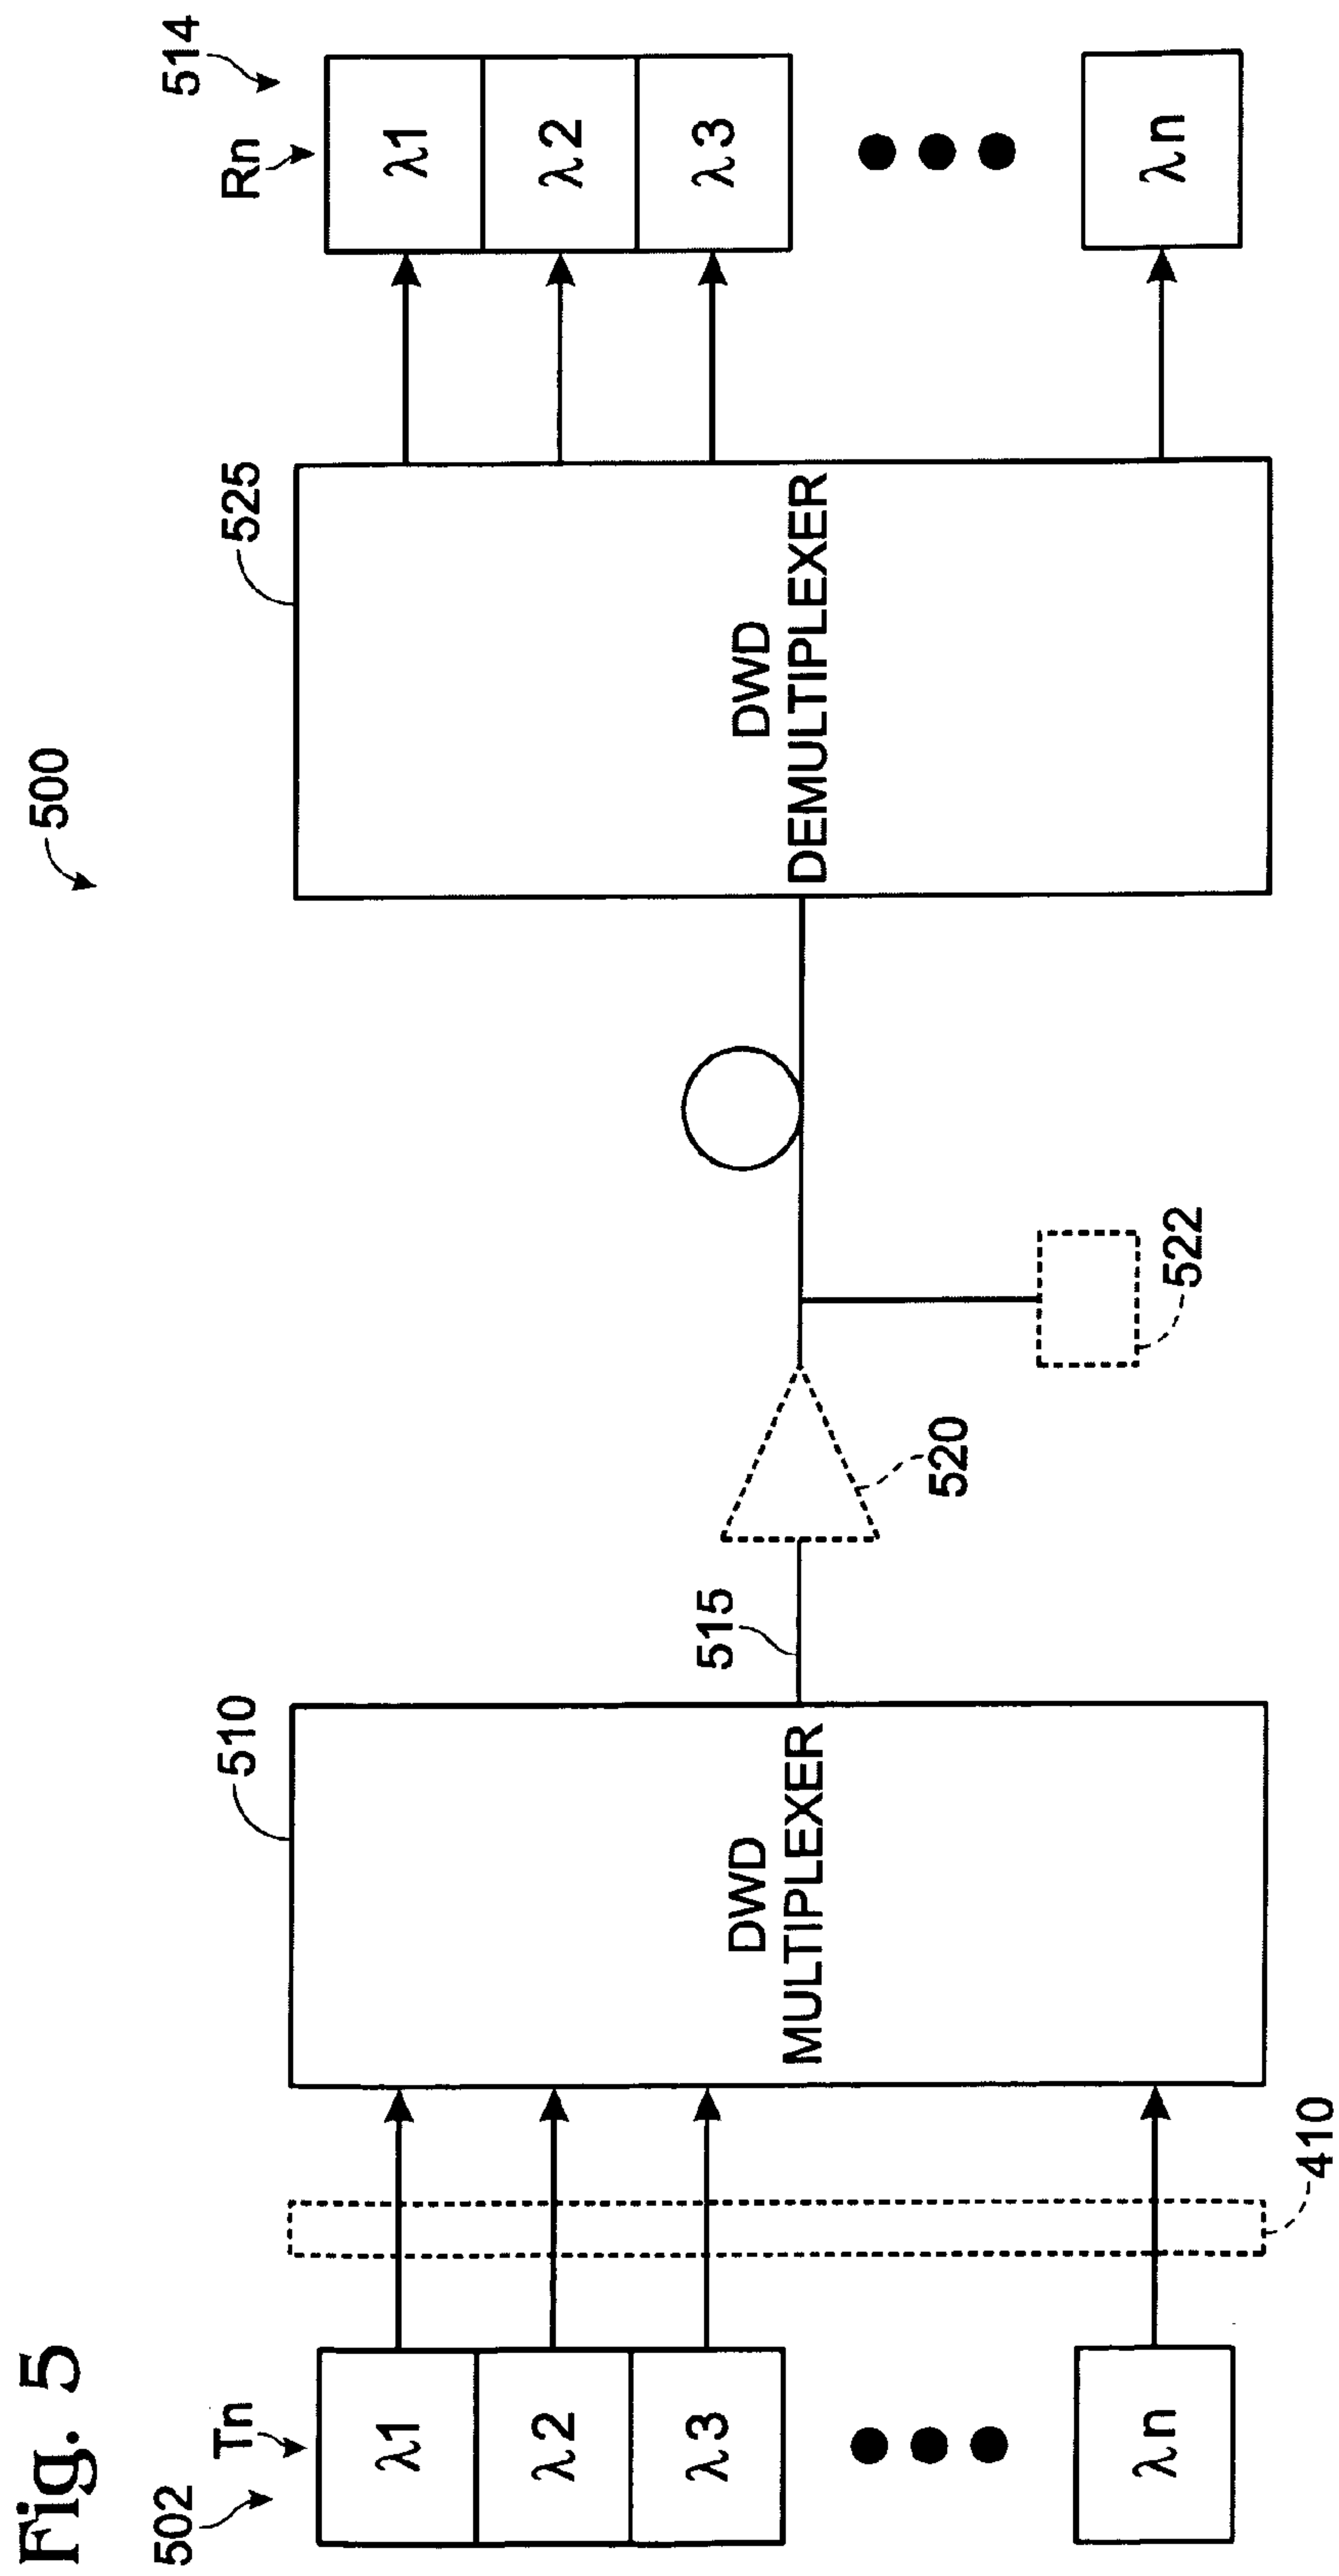 Fig. 5
500
502
Tn
λ1
λ2
λ3
λn
410
510
DWD
MULTIPLEXER
515
520
522
525
DWD
DEMULTIPLEXER
514
Rn
λ1
λ2
λ3
λn